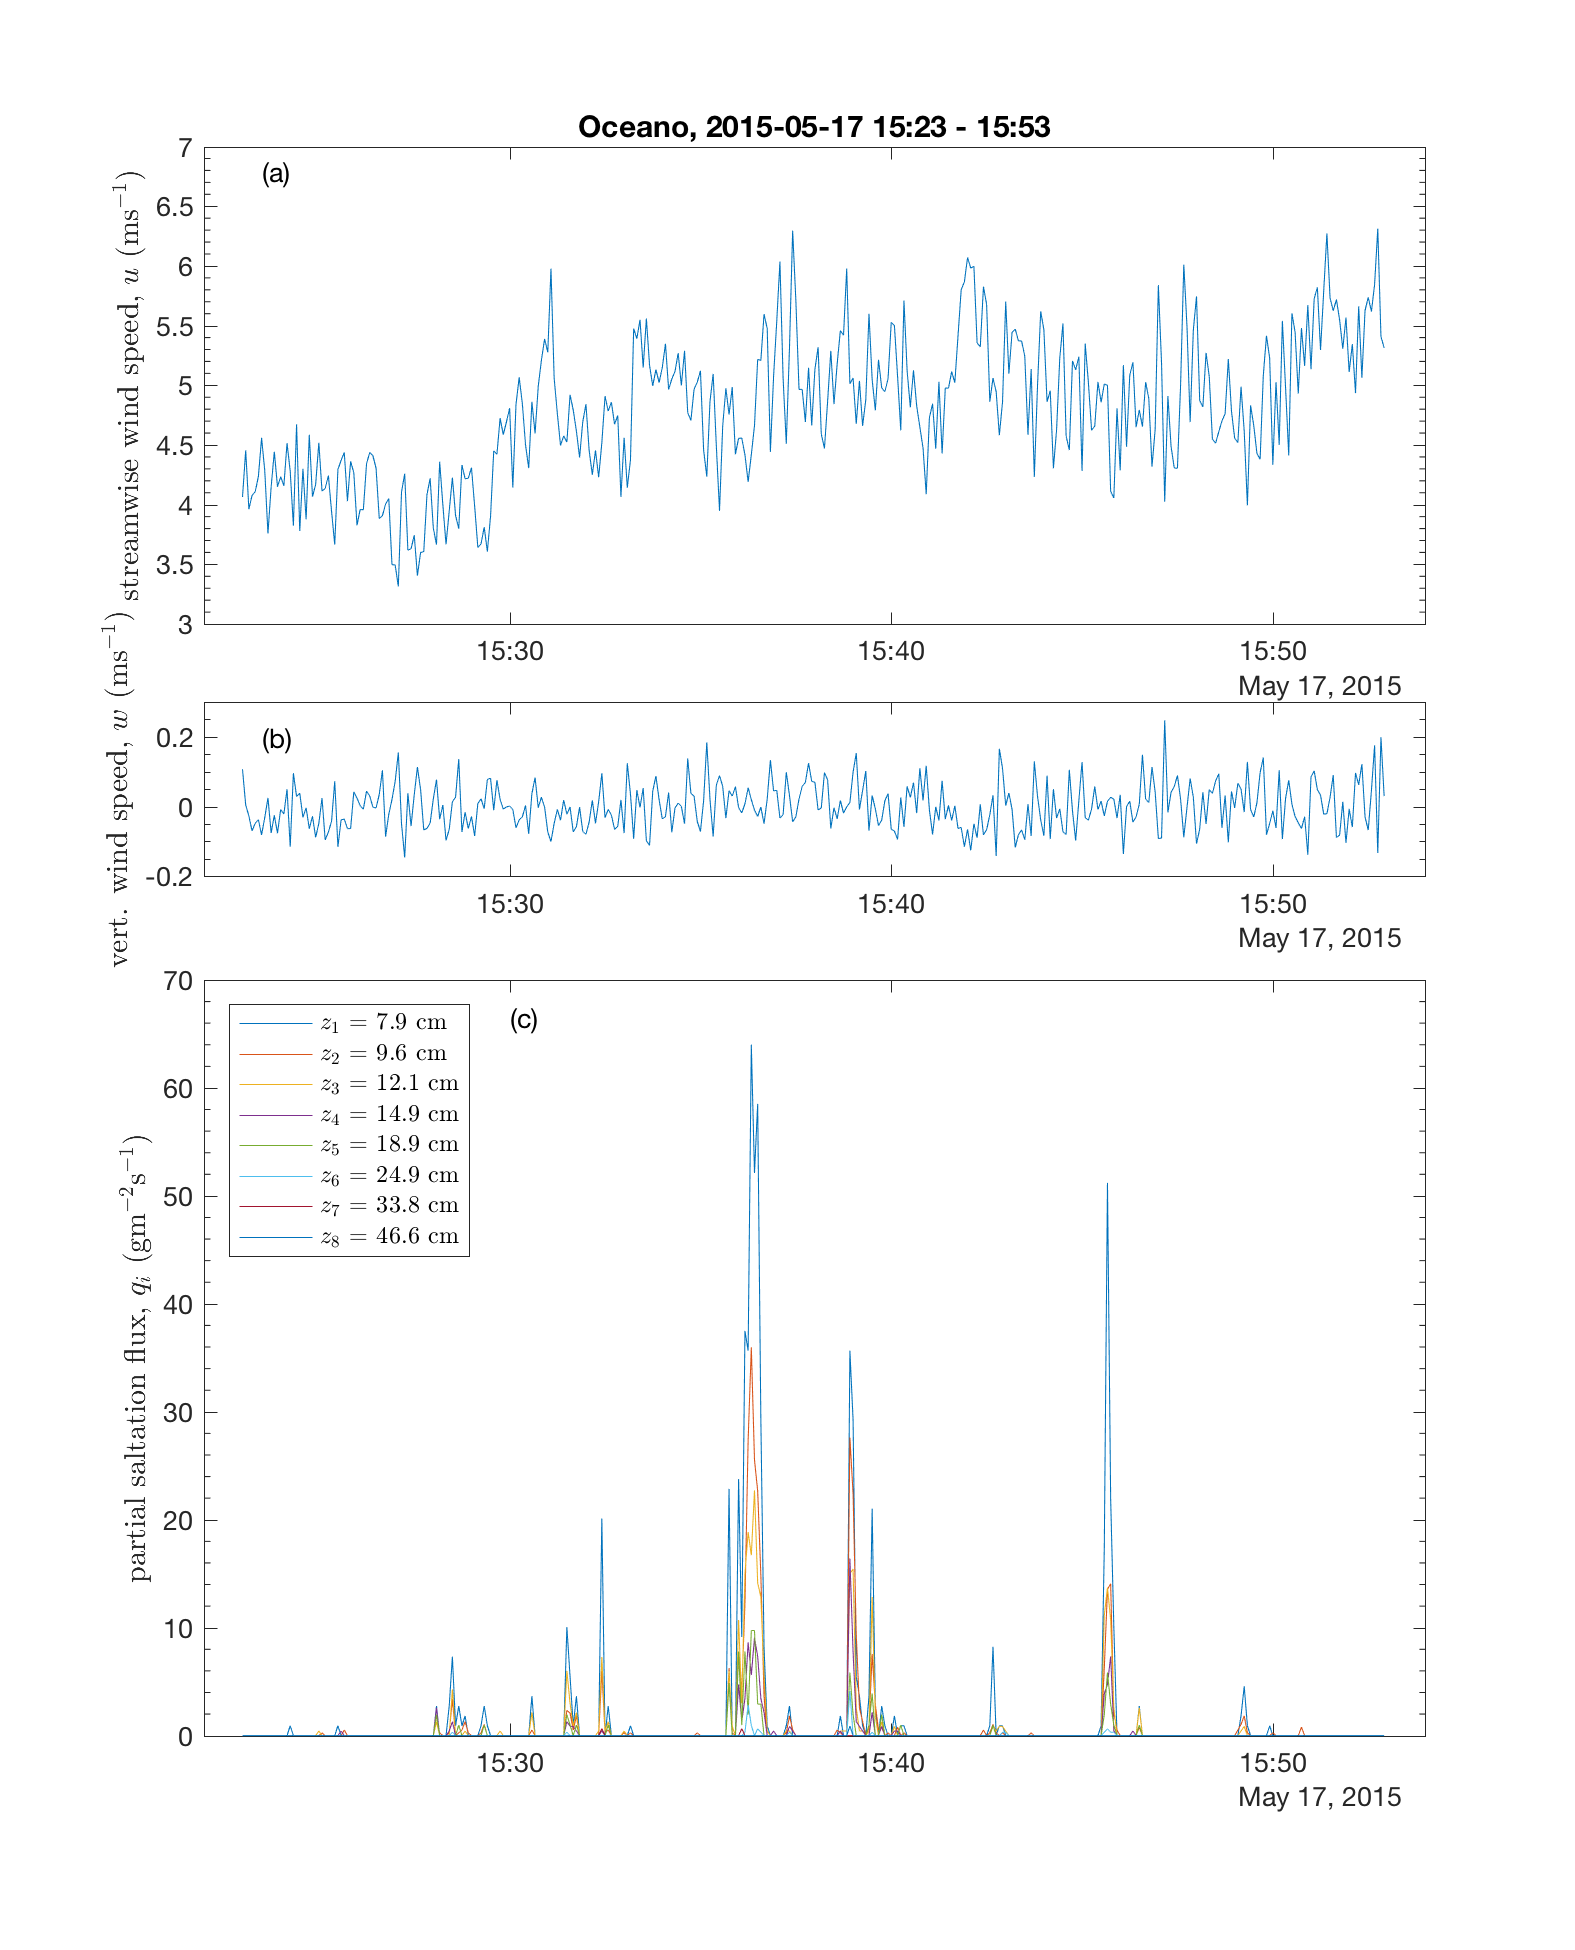 Oceano, 2015-05-17 15:23 - 15:53
(a)
streamwise wind speed, u (ms⁻¹)
7
6.5
6
5.5
5
4.5
4
3.5
3
15:30 15:40 15:50
May 17, 2015
(b)
vert. wind speed, w (ms⁻¹)
0.2
0
-0.2
15:30 15:40 15:50
May 17, 2015
(c)
partial saltation flux, qᵢ (gm⁻²s⁻¹)
70
60
50
40
30
20
10
0
z₁ = 7.9 cm
z₂ = 9.6 cm
z₃ = 12.1 cm
z₄ = 14.9 cm
z₅ = 18.9 cm
z₆ = 24.9 cm
z₇ = 33.8 cm
z₈ = 46.6 cm
15:30 15:40 15:50
May 17, 2015